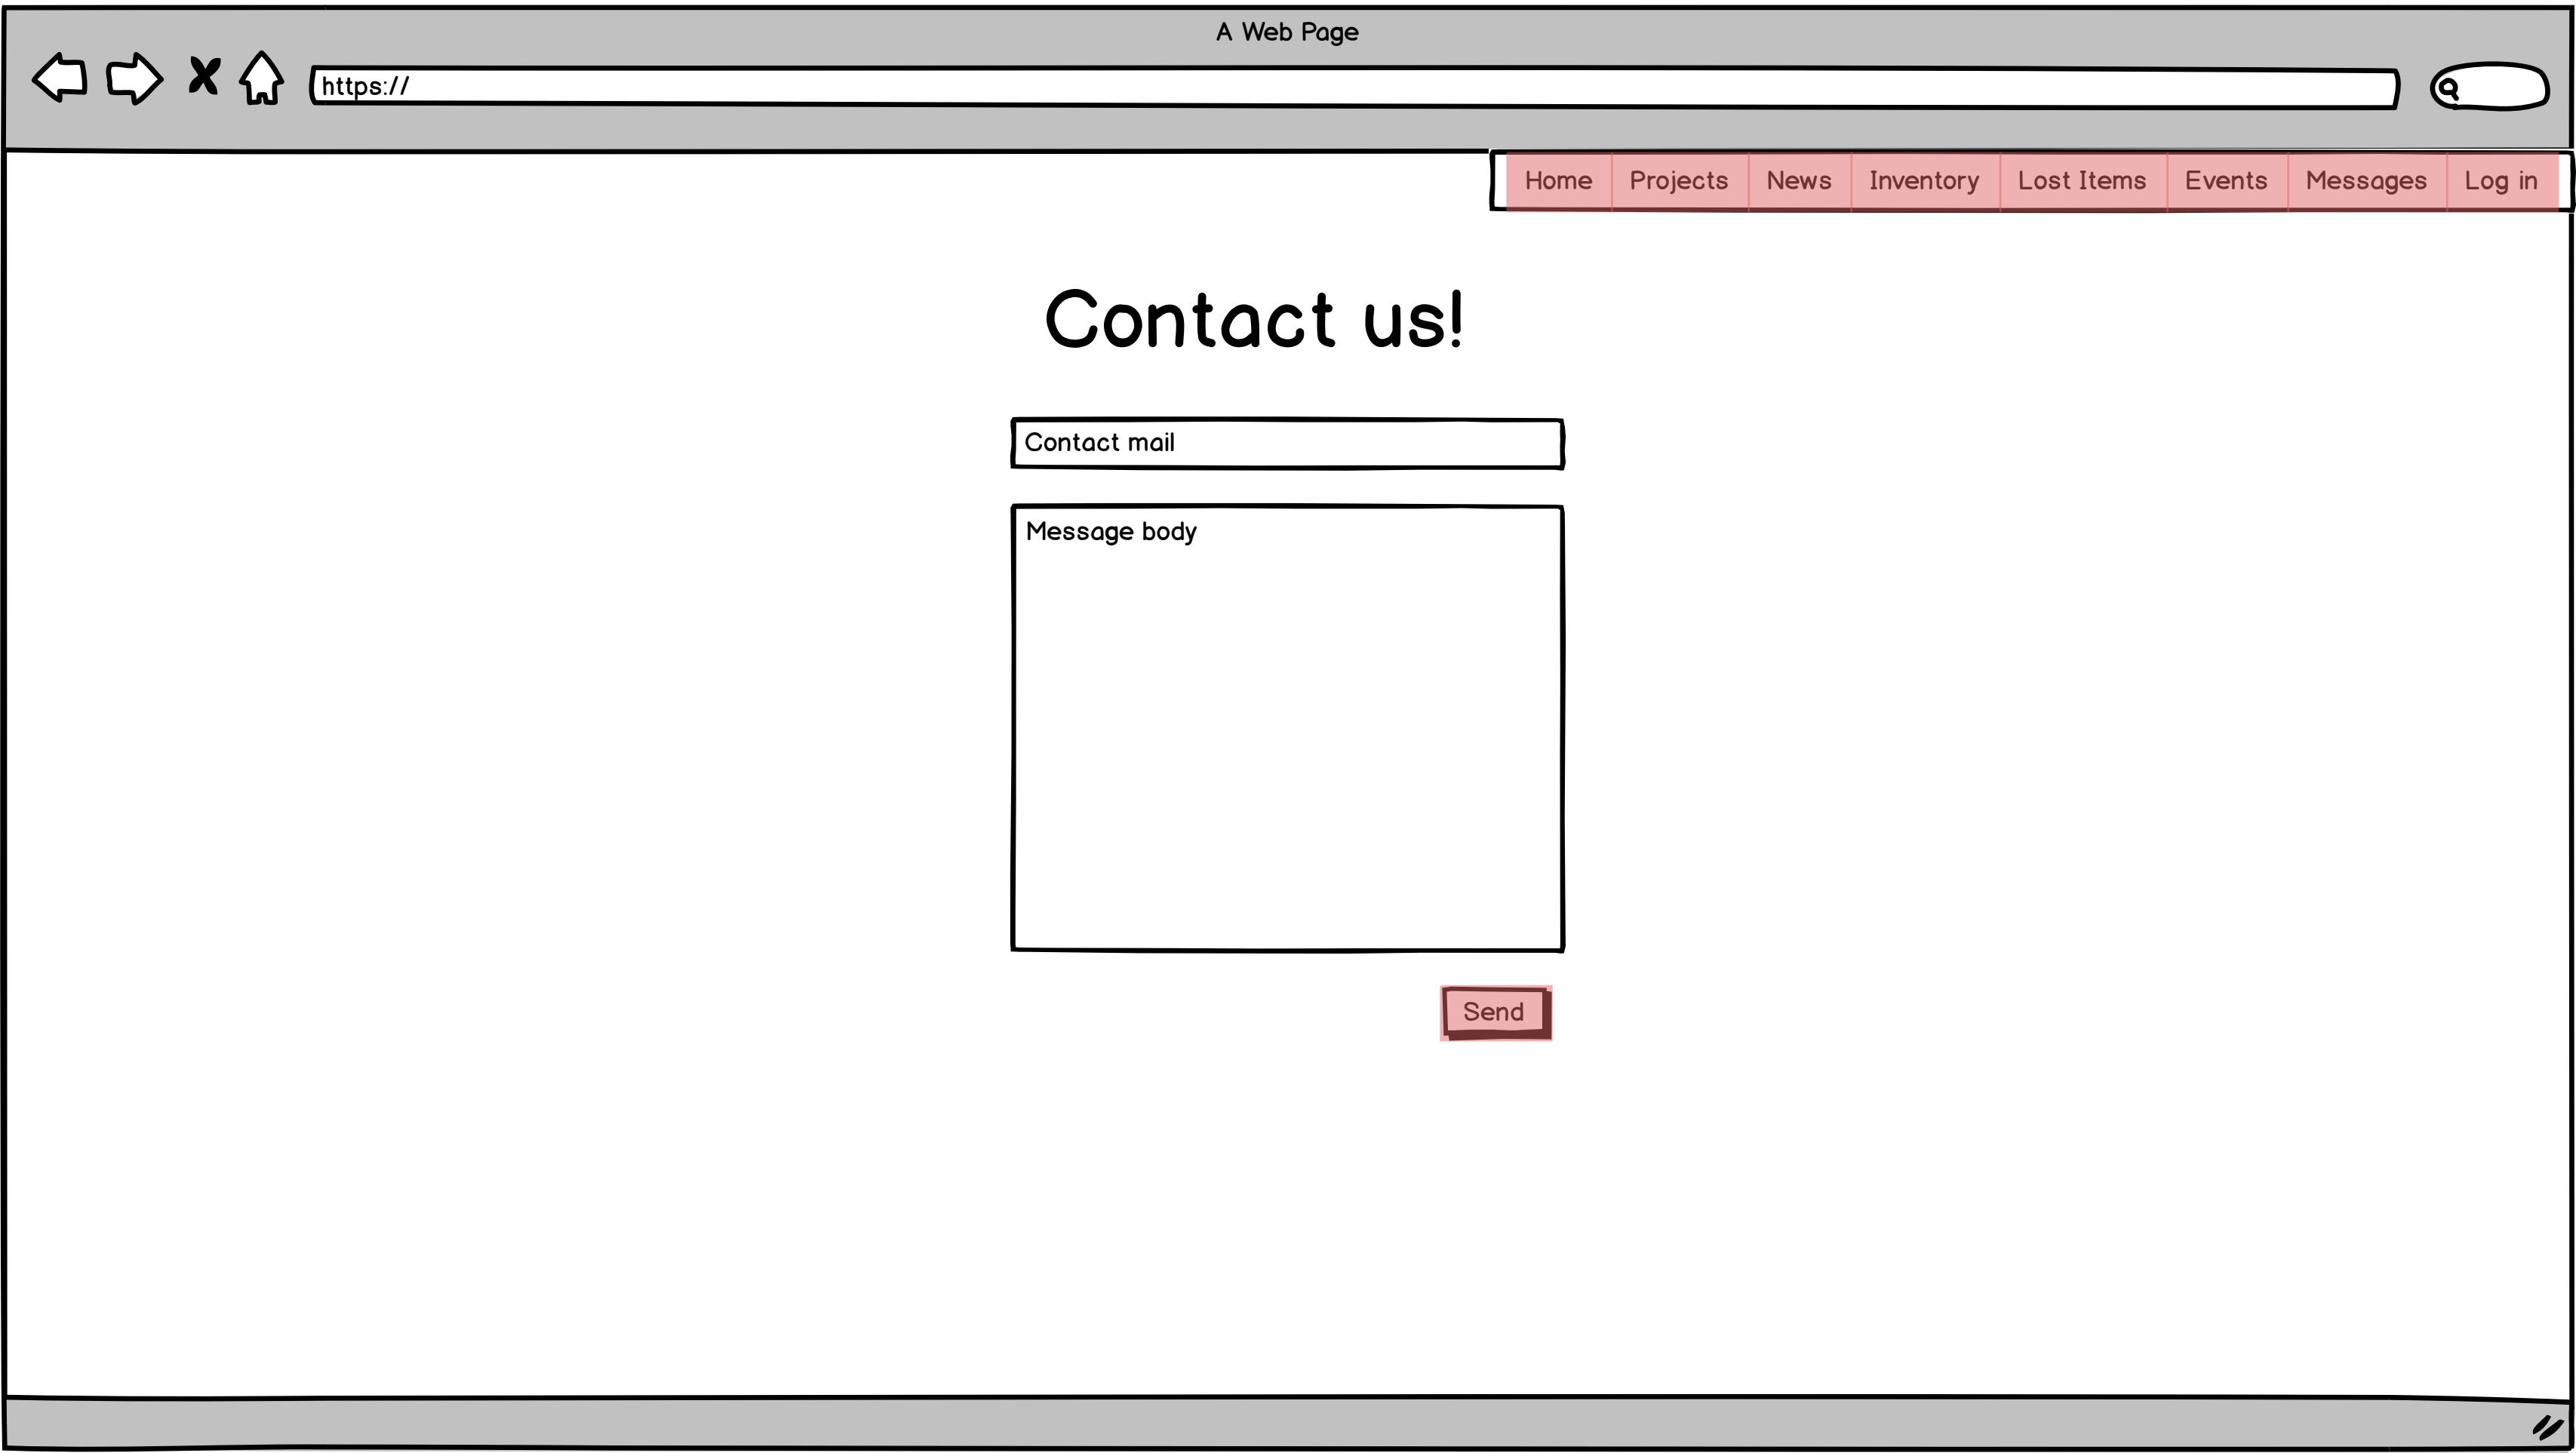 A Web Page
https://
Home Projects News Inventory Lost Items Events Messages Log in
Contact us!
Contact mail
Message body
Send